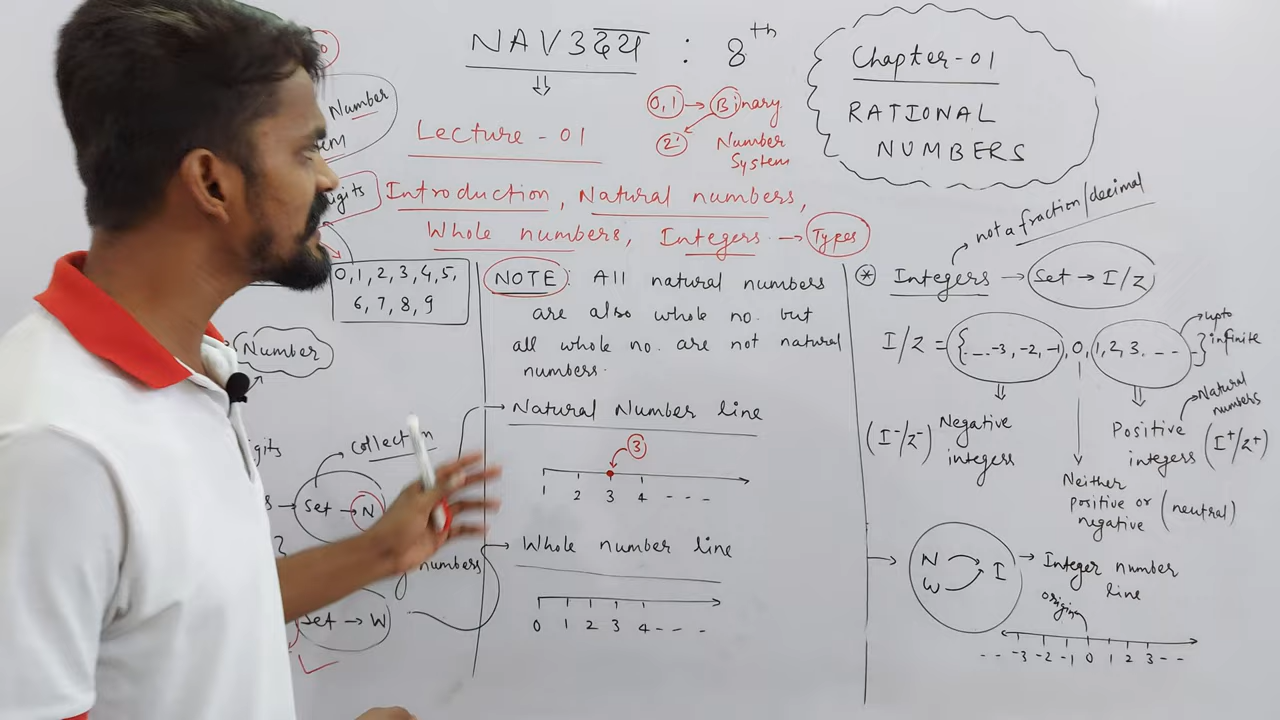 NAV3दय : 8th
Chapter-01
RATIONAL
NUMBERS
Lecture - 01
0, 1 → Binary
2
Number
System
Introduction, Natural numbers,
Whole numbers, Integers → Types
Number
0, 1, 2, 3, 4, 5,
6, 7, 8, 9
Number
collection
Set → N
numbers
Set → W
NOTE: All natural numbers
are also whole no. but
all whole no. are not natural
numbers.
→ Natural Number line
3
1 2 3 4 - - -
→ Whole number line
0 1 2 3 4 - - -
not a fraction/decimal
* Integers → Set → I/Z
I/Z = {. _ _ -3, -2, -1, 0, 1, 2, 3. - - -}
upto
infinite
(I⁻/Z⁻) Negative
integers
Natural
numbers
Positive
integers (I⁺/Z⁺)
Neither
positive or (neutral)
negative
N
W → I
→ Integer number
line
origin
- - -3 -2 -1 0 1 2 3 - -